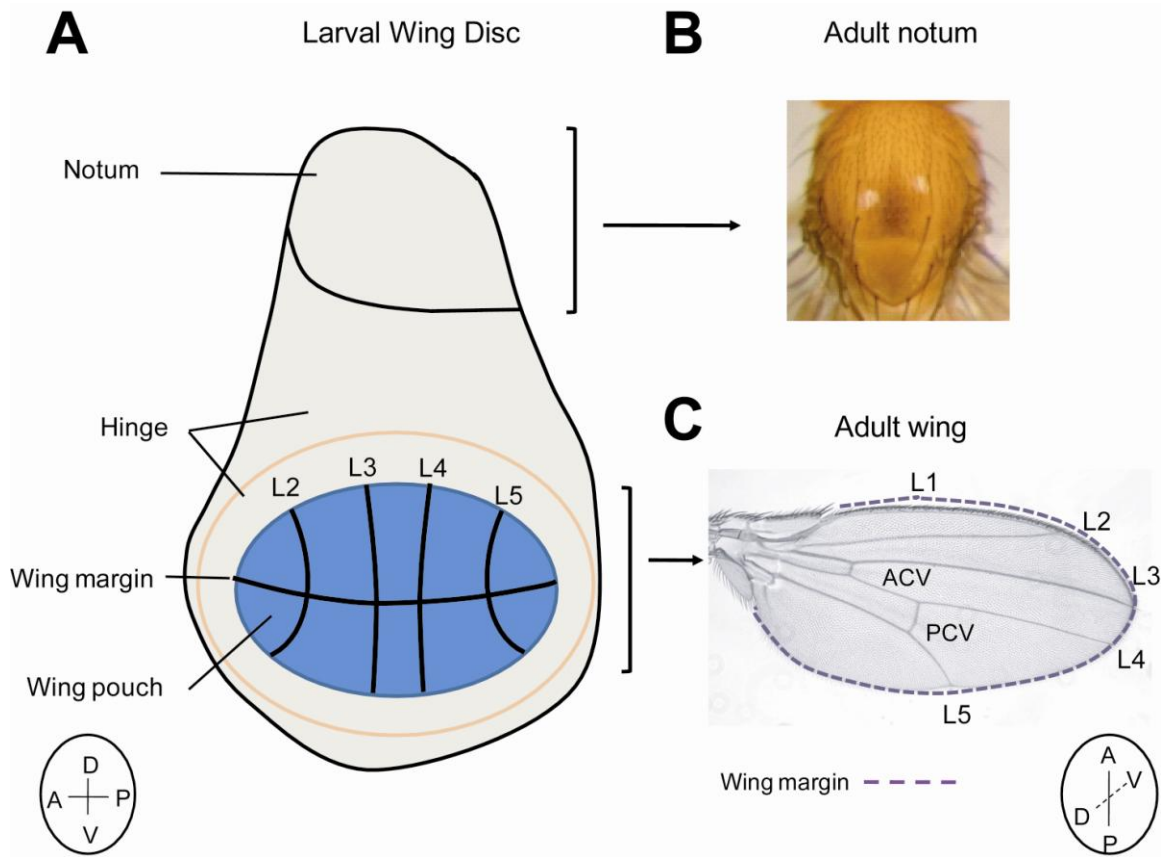 A
Larval Wing Disc
B
Adult notum
Notum
Hinge
L2
L3
L4
L5
Wing margin
Wing pouch
D
A
P
V
C
Adult wing
L1
L2
L3
ACV
PCV
L4
L5
Wing margin
A
V
D
P